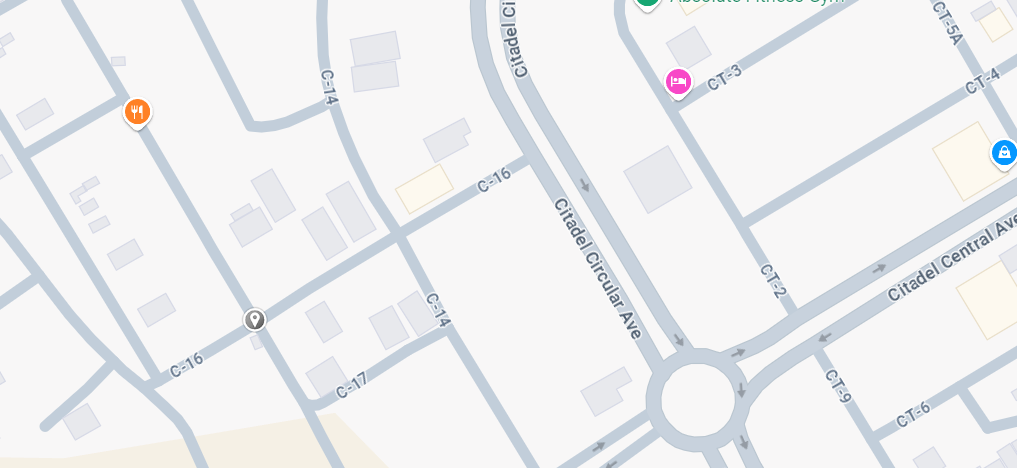 Absolute Fitness Gym
CT-5A
Citadel Ci
CT-3
CT-4
C-14
C-16
Citadel Circular Ave
Citadel Central Ave
CT-2
C-14
C-16
C-17
CT-9
CT-6